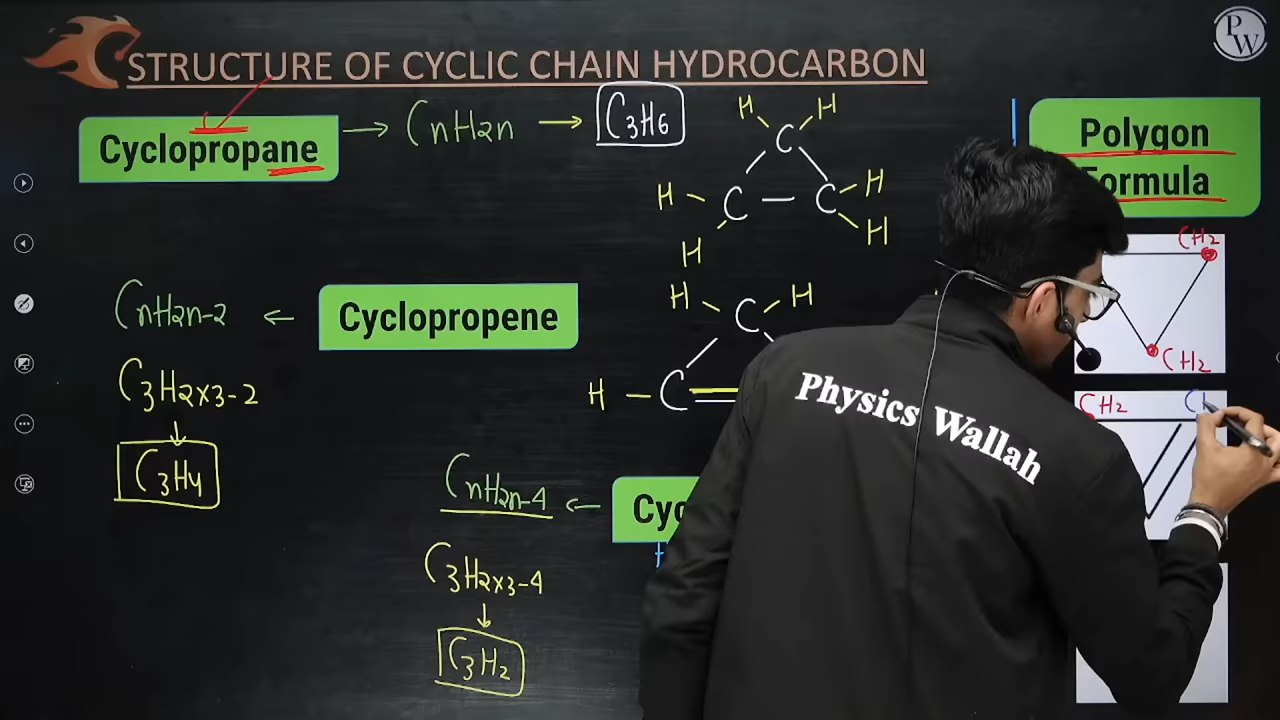 STRUCTURE OF CYCLIC CHAIN HYDROCARBON
PW
Cyclopropane → CnH2n → C3H6
H H
C
H C — C H
H H
Polygon
Formula
CH2
CH2
CnH2n-2 ← Cyclopropene
H C H
C3H2x3-2
H — C
↓
C3H4
CH2
Physics Wallah
CnH2n-4 ←
C3H2x3-4
↓
C3H2